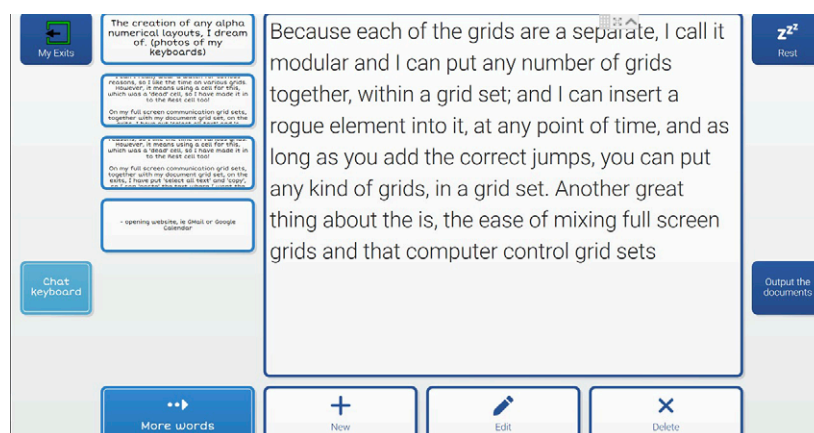 My Exits
The creation of any alpha
numerical layouts, I dream
of. (photos of my
keyboards)
reasons, so I like the time on various grids.
However, it means using a cell for this,
which was a 'dead' cell, so I have made it in
to the Rest cell too!
On my full screen communication grid sets,
together with my document grid set, on the
However, it means using a cell for this,
which was a 'dead' cell, so I have made it in
to the Rest cell too!
On my full screen communication grid sets,
together with my document grid set, on the
exits, I have put 'select all text' and 'copy',
- opening website, ie GMail or Google
Calendar
Chat
keyboard
More words
Because each of the grids are a separate, I call it
modular and I can put any number of grids
together, within a grid set; and I can insert a
rogue element into it, at any point of time, and as
long as you add the correct jumps, you can put
any kind of grids, in a grid set. Another great
thing about the is, the ease of mixing full screen
grids and that computer control grid sets
New
Edit
Delete
zzz
Rest
Output the
documents